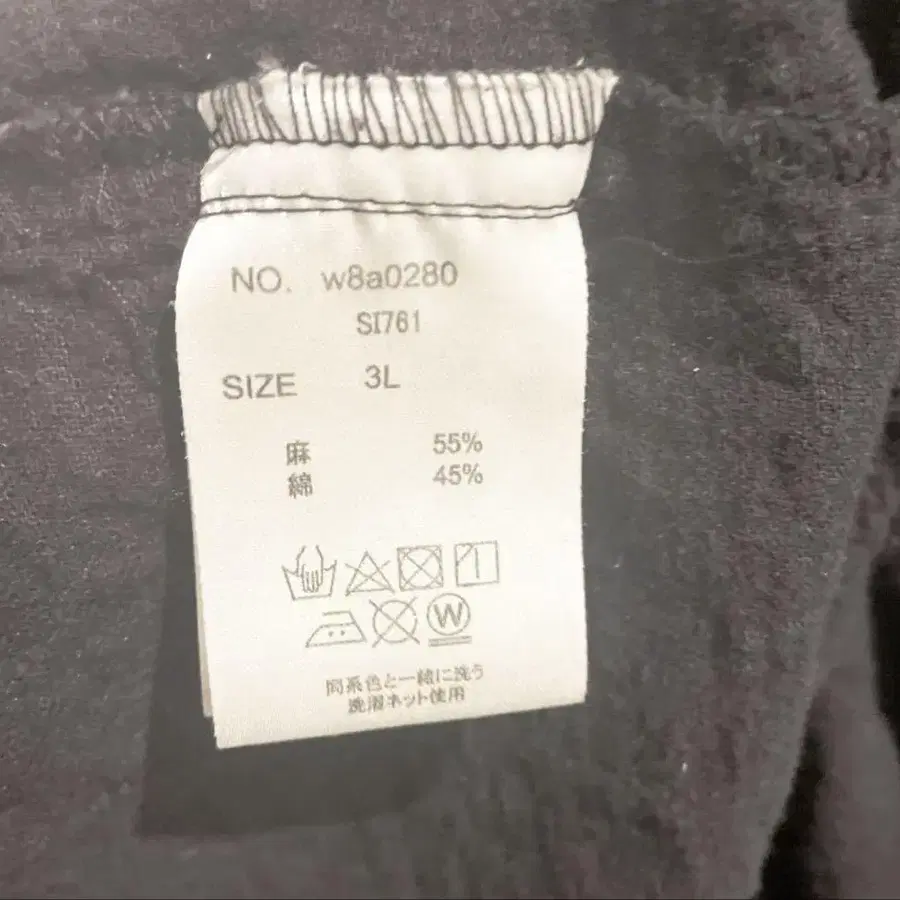 NO. w8a0280
SI761
SIZE 3L
麻 55%
綿 45%
W
同系色と一緒に洗う
洗濯ネット使用